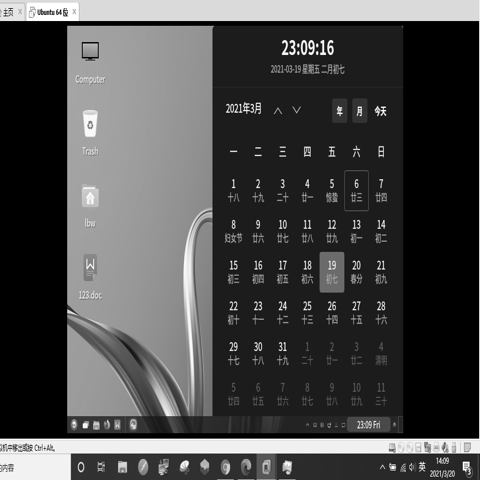 主页 × Ubuntu 64 位 ×
Computer
Trash
lbw
123.doc
23:09:16
2021-03-19 星期五 二月初七
2021年3月 年 月 今天
一 二 三 四 五 六 日
1 2 3 4 5 6 7
十八 十九 二十 廿一 惊蛰 廿三 廿四
8 9 10 11 12 13 14
妇女节 廿六 廿七 廿八 廿九 初一 初二
15 16 17 18 19 20 21
初三 初四 初五 初六 初七 春分 初九
22 23 24 25 26 27 28
初十 十一 十二 十三 十四 十五 十六
29 30 31 1 2 3 4
十七 十八 十九 二十 廿一 廿二 清明
5 6 7 8 9 10 11
廿四 廿五 廿六 廿七 廿八 廿九 三十
23:09 Fri
机中移出或按 Ctrl+Alt。
的内容
英
14:09
2021/3/20